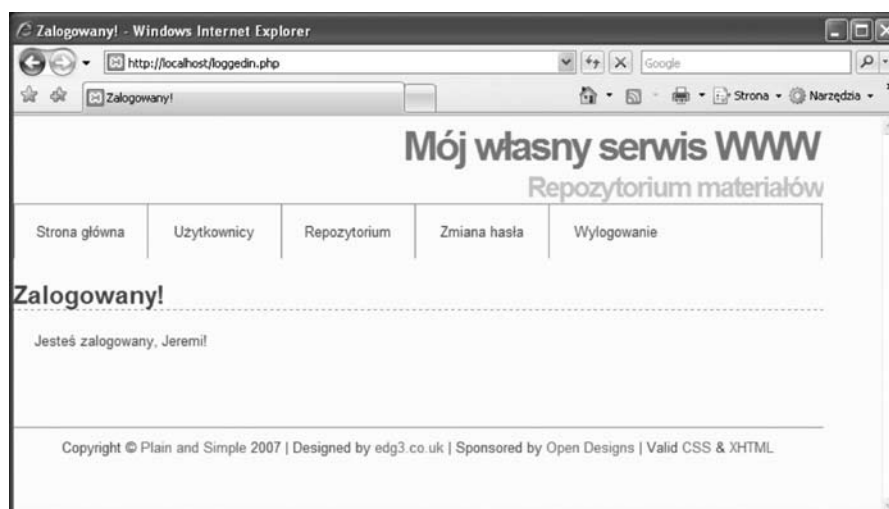 Zalogowany! - Windows Internet Explorer
http://localhost/loggedin.php
Google
Zalogowany!
Strona
Narzędzia
Mój własny serwis WWW
Repozytorium materiałów
Strona główna
Użytkownicy
Repozytorium
Zmiana hasła
Wylogowanie
Zalogowany!
Jesteś zalogowany, Jeremi!
Copyright © Plain and Simple 2007 | Designed by edg3.co.uk | Sponsored by Open Designs | Valid CSS & XHTML